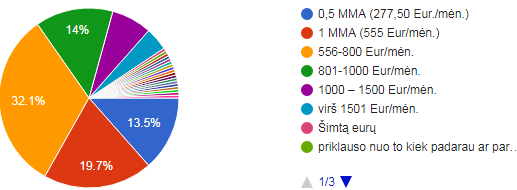 14%
32.1%
13.5%
19.7%
0,5 MMA (277,50 Eur./mėn.)
1 MMA (555 Eur./mėn.)
556-800 Eur/mėn.
801-1000 Eur/mėn.
1000 – 1500 Eur/mėn.
virš 1501 Eur/mėn.
Šimtą eurų
priklauso nuo to kiek padarau ar par…
1/3